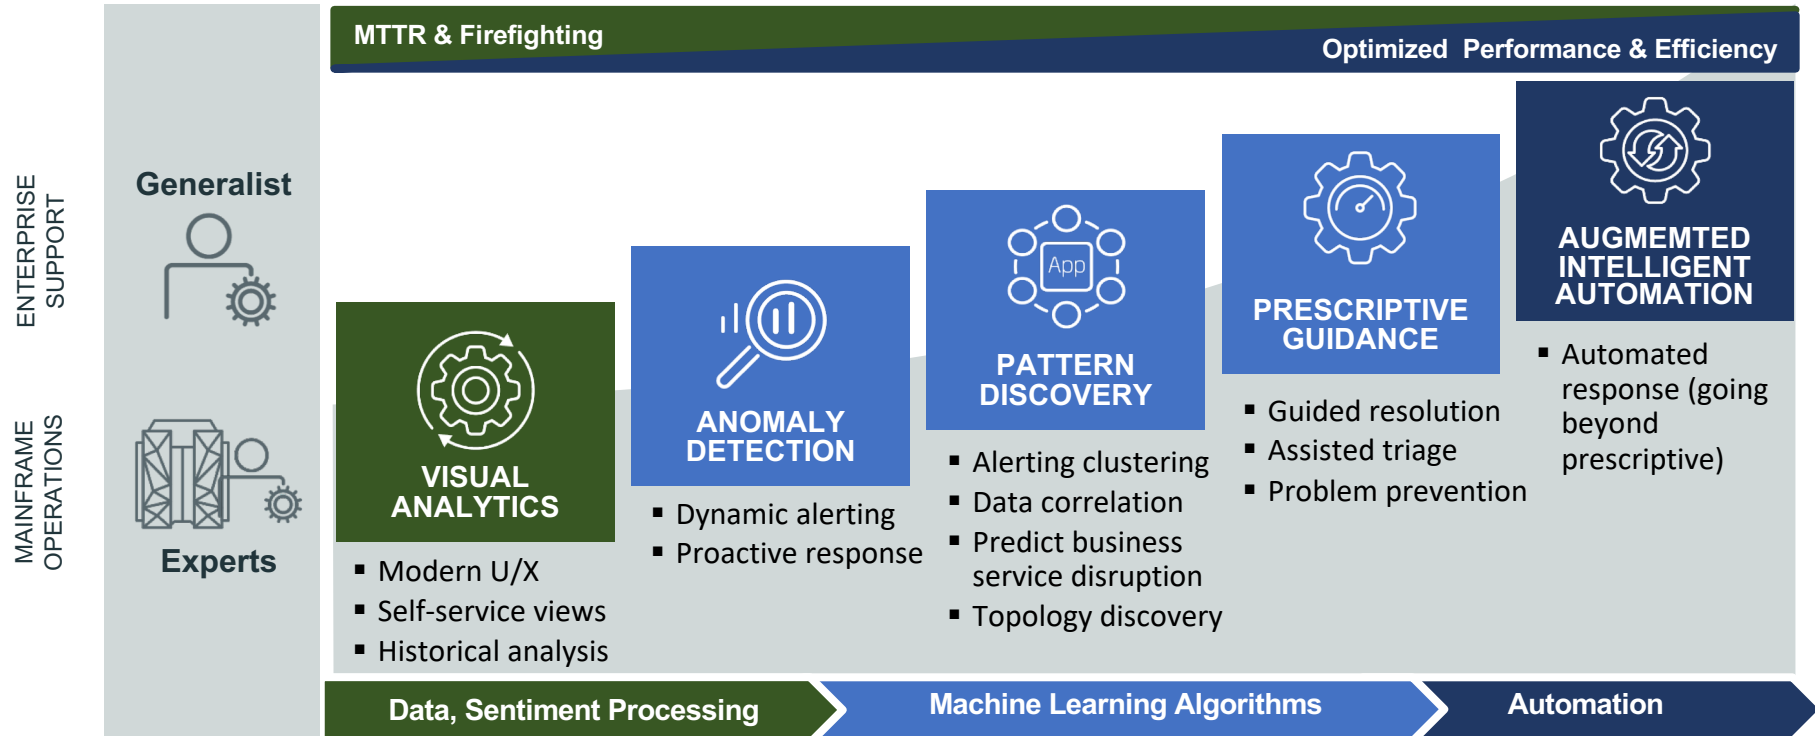 MTTR & Firefighting
Optimized Performance & Efficiency
ENTERPRISE
SUPPORT
Generalist
MAINFRAME
OPERATIONS
Experts
VISUAL
ANALYTICS
▪ Modern U/X
▪ Self-service views
▪ Historical analysis
ANOMALY
DETECTION
▪ Dynamic alerting
▪ Proactive response
App
PATTERN
DISCOVERY
▪ Alerting clustering
▪ Data correlation
▪ Predict business
service disruption
▪ Topology discovery
PRESCRIPTIVE
GUIDANCE
▪ Guided resolution
▪ Assisted triage
▪ Problem prevention
AUGMEMTED
INTELLIGENT
AUTOMATION
▪ Automated
response (going
beyond
prescriptive)
Data, Sentiment Processing
Machine Learning Algorithms
Automation